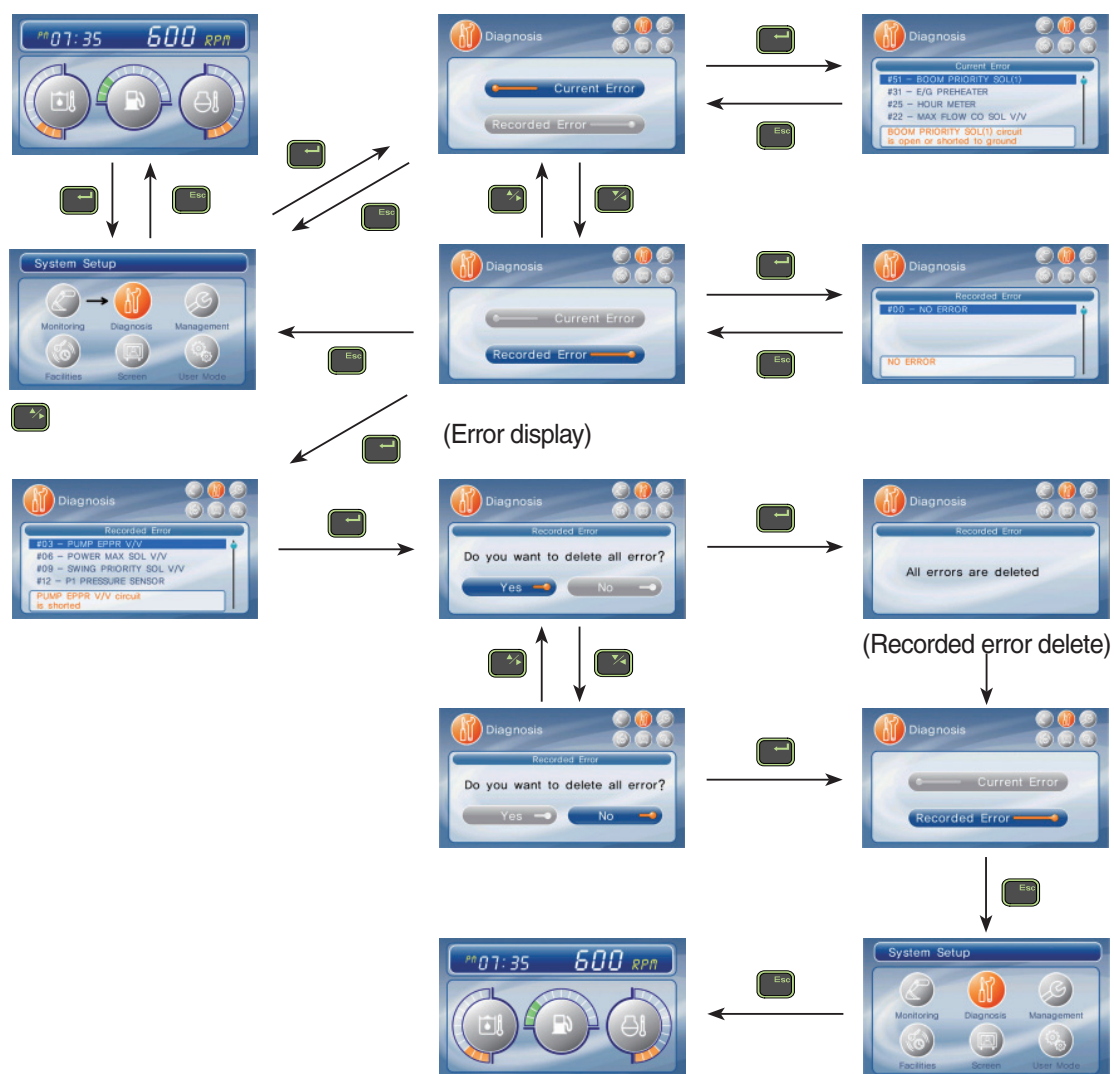 PM 07:35 600 RPM
Diagnosis
Current Error
Recorded Error
Diagnosis
Current Error
#51 - BOOM PRIORITY SOL(1)
#31 - E/G PREHEATER
#25 - HOUR METER
#22 - MAX FLOW CO SOL V/V
BOOM PRIORITY SOL(1) circuit
is open or shorted to ground
Esc
Esc
Esc
System Setup
Monitoring Diagnosis Management
Facilities Screen User Mode
Diagnosis
Current Error
Recorded Error
Diagnosis
Recorded Error
#00 - NO ERROR
NO ERROR
Esc
Esc
(Error display)
Diagnosis
Recorded Error
#03 - PUMP EPPR V/V
#06 - POWER MAX SOL V/V
#09 - SWING PRIORITY SOL V/V
#12 - P1 PRESSURE SENSOR
PUMP EPPR V/V circuit
is shorted
Diagnosis
Recorded Error
Do you want to delete all error?
Yes No
Diagnosis
Recorded Error
All errors are deleted
(Recorded error delete)
Diagnosis
Recorded Error
Do you want to delete all error?
Yes No
Diagnosis
Current Error
Recorded Error
Esc
PM 07:35 600 RPM
Esc
System Setup
Monitoring Diagnosis Management
Facilities Screen User Mode